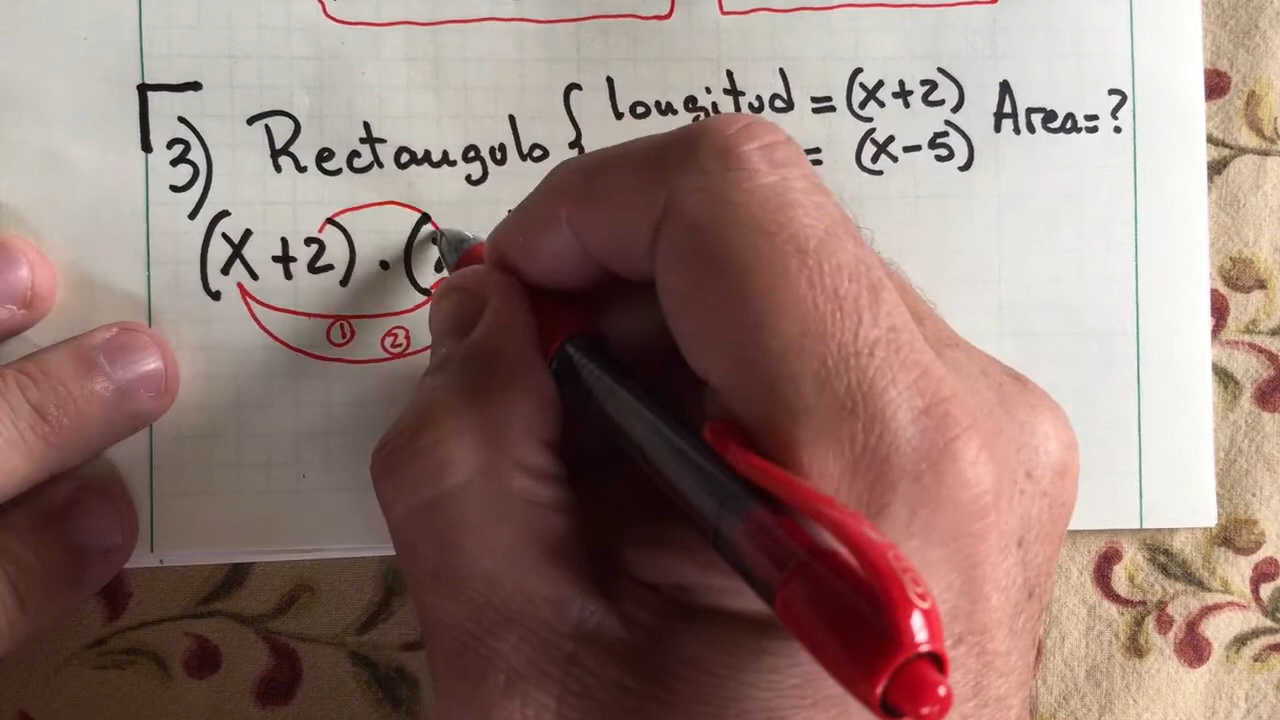 3) Rectangulo { longitud = (x+2) Area=?
= (x-5)
(x+2) · (
① ②